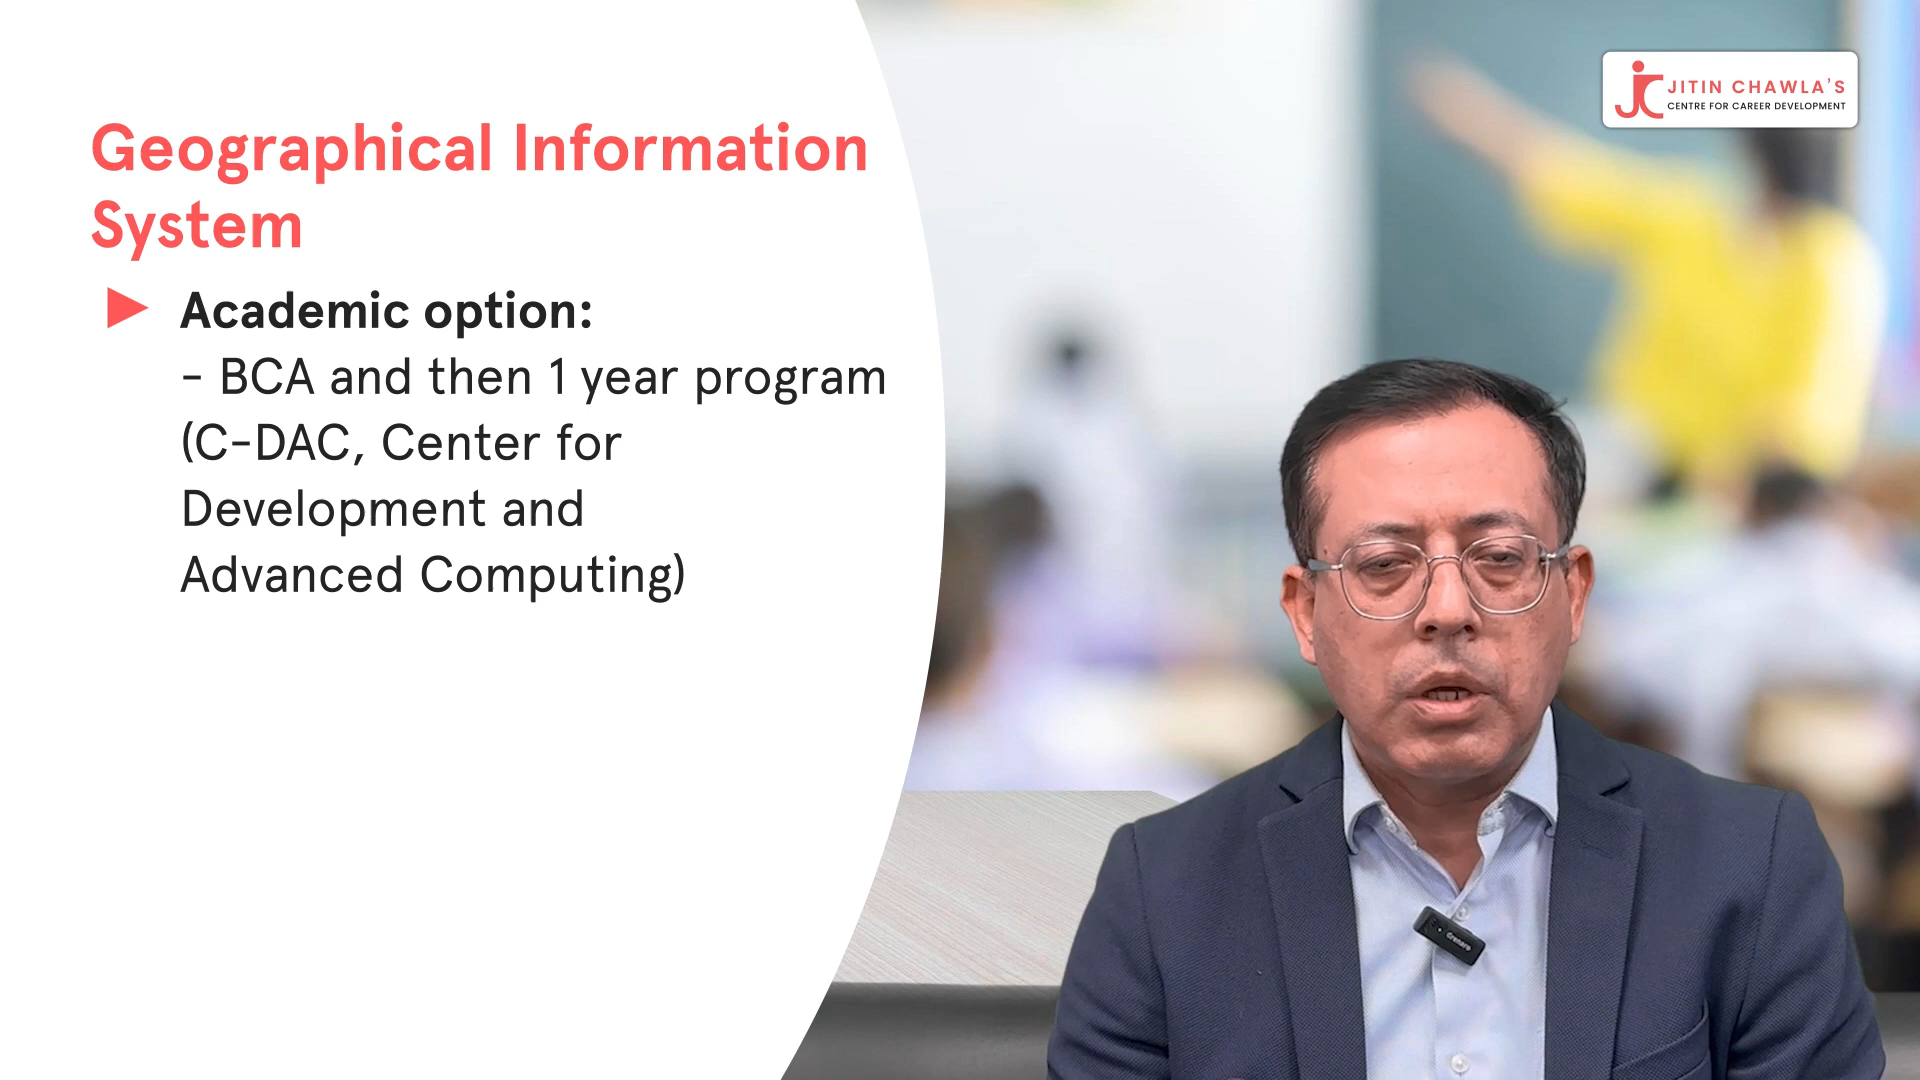 JITIN CHAWLA'S
CENTRE FOR CAREER DEVELOPMENT
Geographical Information
System
Academic option:
- BCA and then 1 year program
(C-DAC, Center for
Development and
Advanced Computing)